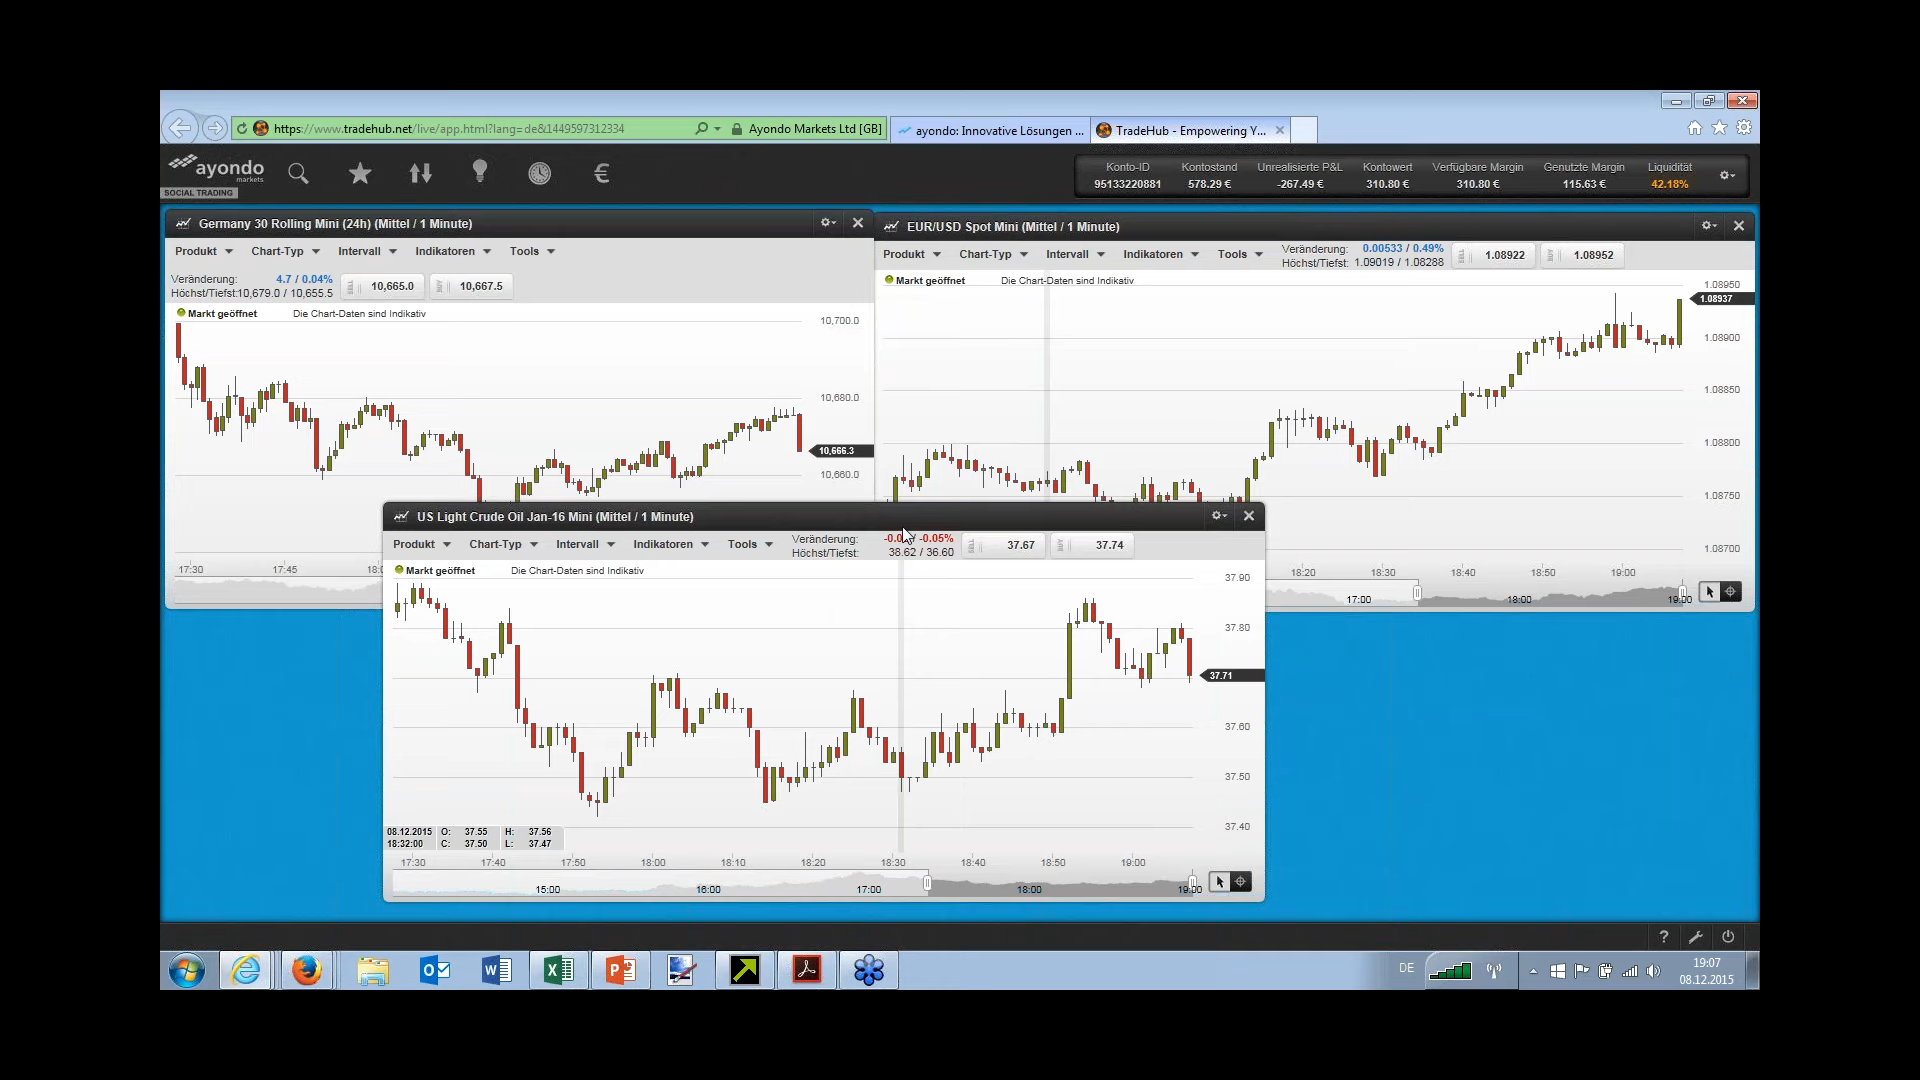 https://www.tradehub.net/live/app.html?lang=de&1449597312334
Ayondo Markets Ltd [GB]
ayondo: Innovative Lösungen ...
TradeHub - Empowering Y...
ayondo
markets
SOCIAL TRADING
€
Konto-ID Kontostand Unrealisierte P&L Kontowert Verfügbare Margin Genutzte Margin Liquidität
95133220881 578.29 € -267.49 € 310.80 € 310.80 € 115.63 € 42.18%
Germany 30 Rolling Mini (24h) (Mittel / 1 Minute)
Produkt Chart-Typ Intervall Indikatoren Tools
Veränderung: 4.7 / 0.04%
Höchst/Tiefst:10,679.0 / 10,655.5
10,665.0 10,667.5
Markt geöffnet Die Chart-Daten sind Indikativ
10,700.0
10,680.0
10,666.3
10,660.0
17:30 17:45
EUR/USD Spot Mini (Mittel / 1 Minute)
Produkt Chart-Typ Intervall Indikatoren Tools
Veränderung: 0.00533 / 0.49%
Höchst/Tiefst: 1.09019 / 1.08288
1.08922 1.08952
Markt geöffnet Die Chart-Daten sind Indikativ
1.08950
1.08937
1.08900
1.08850
1.08800
1.08750
1.08700
18:20 18:30 18:40 18:50 19:00
17:00 18:00 19:00
US Light Crude Oil Jan-16 Mini (Mittel / 1 Minute)
Produkt Chart-Typ Intervall Indikatoren Tools
Veränderung: -0.05%
Höchst/Tiefst: 38.62 / 36.60
37.67 37.74
Markt geöffnet Die Chart-Daten sind Indikativ
37.90
37.80
37.71
37.60
37.50
37.40
08.12.2015 O: 37.55 H: 37.56
18:32:00 C: 37.50 L: 37.47
17:30 17:40 17:50 18:00 18:10 18:20 18:30 18:40 18:50 19:00
15:00 16:00 17:00 18:00 19:00
?
DE
19:07
08.12.2015